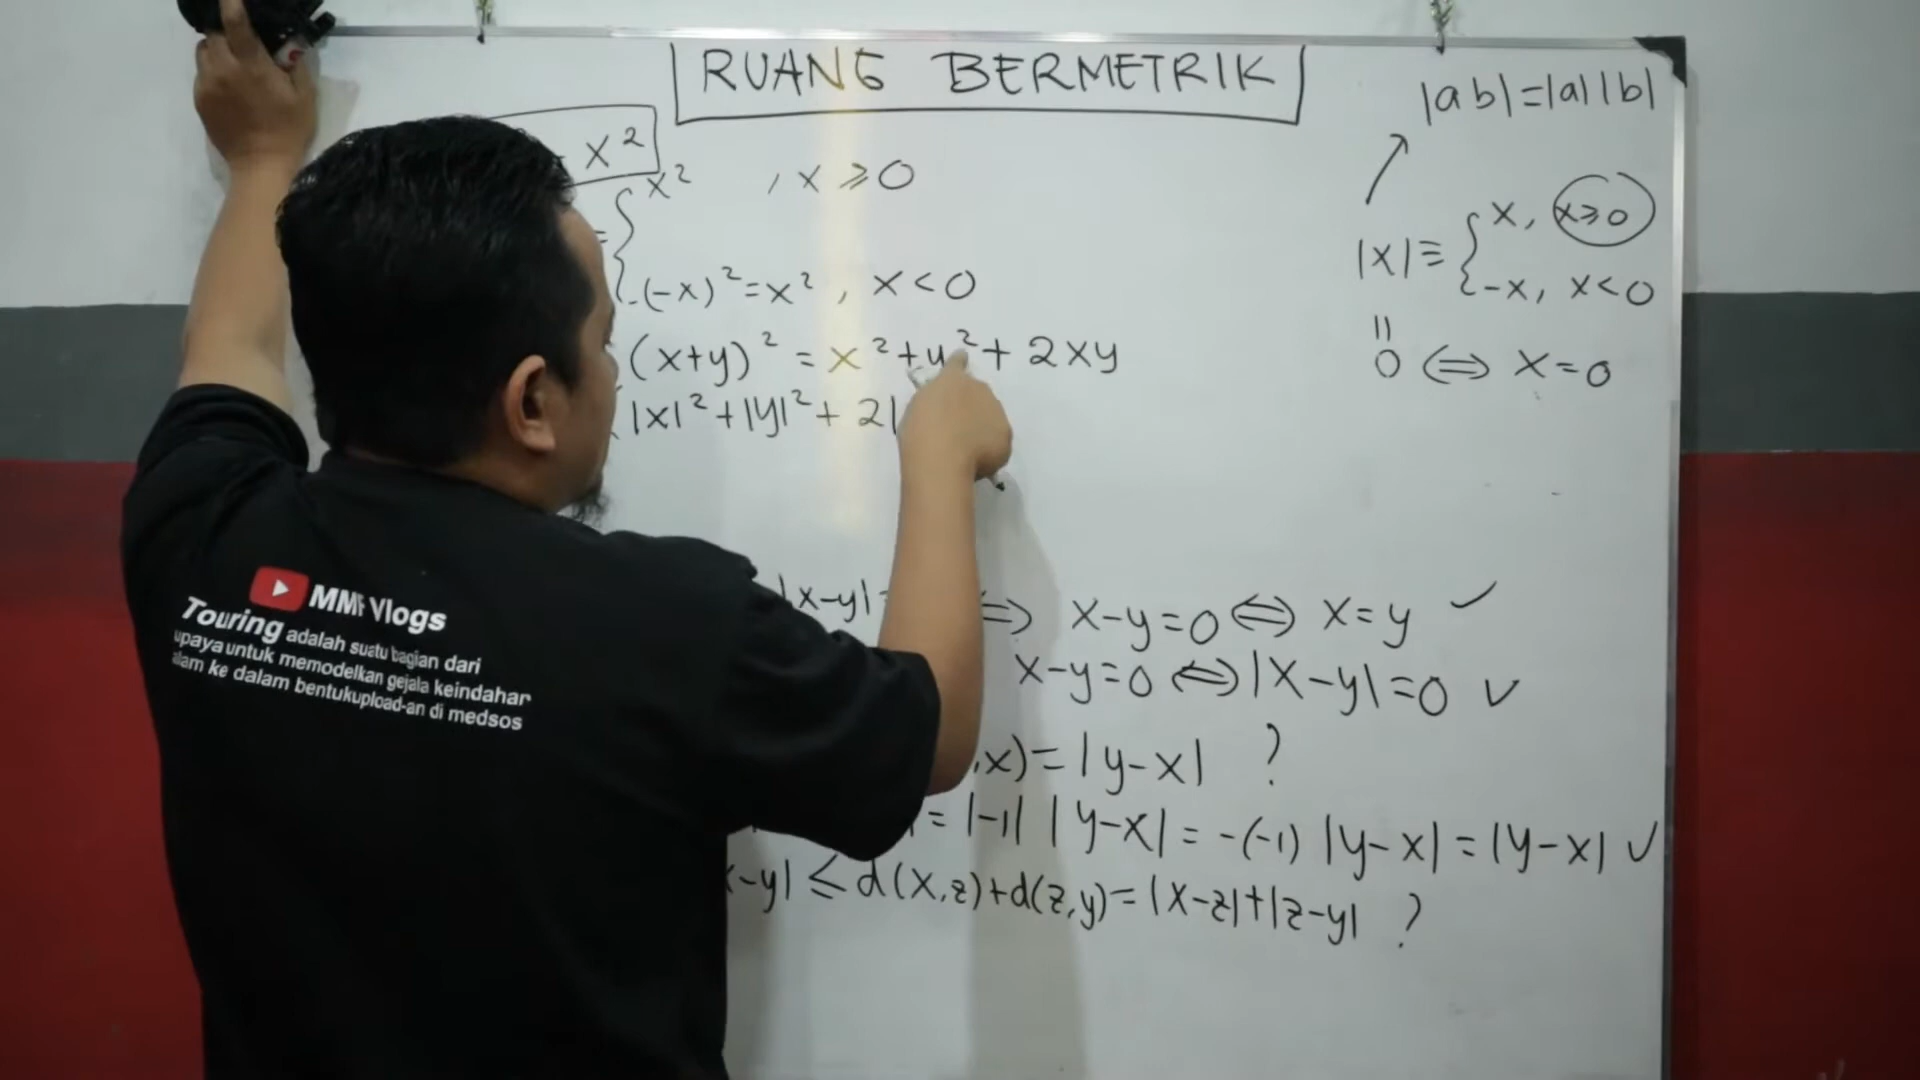 RUANG BERMETRIK
|ab|=|a||b|
x²
x² , x ≥ 0
(-x)²=x² , x < 0
|x| ≡ { x, x≥0
-x, x<0
(x+y)² = x²+y²+ 2xy
|x|²+|y|²+ 2|
=
0 ⇔ x=0
|x-y| ⇒ x-y=0 ⇔ x=y ✓
x-y=0 ⇔ |x-y|=0 ✓
,x)=|y-x| ?
= |-1| |y-x| = -(-1) |y-x| = |y-x| ✓
x-y| ≤ d(x,z)+d(z,y)=|x-z|+|z-y| ?
MMF Vlogs
Touring adalah suatu bagian dari
upaya untuk memodelkan gejala keindahan
alam ke dalam bentuk upload-an di medsos